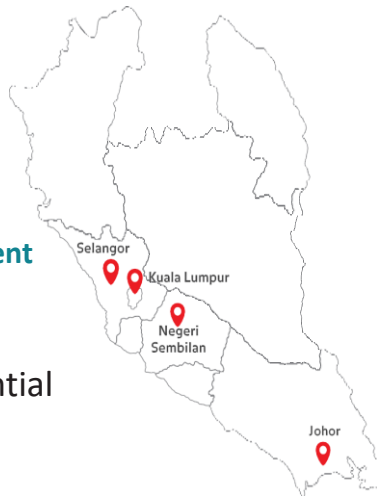 Selangor
ent
Kuala Lumpur
Negeri
Sembilan
ntial
Johor